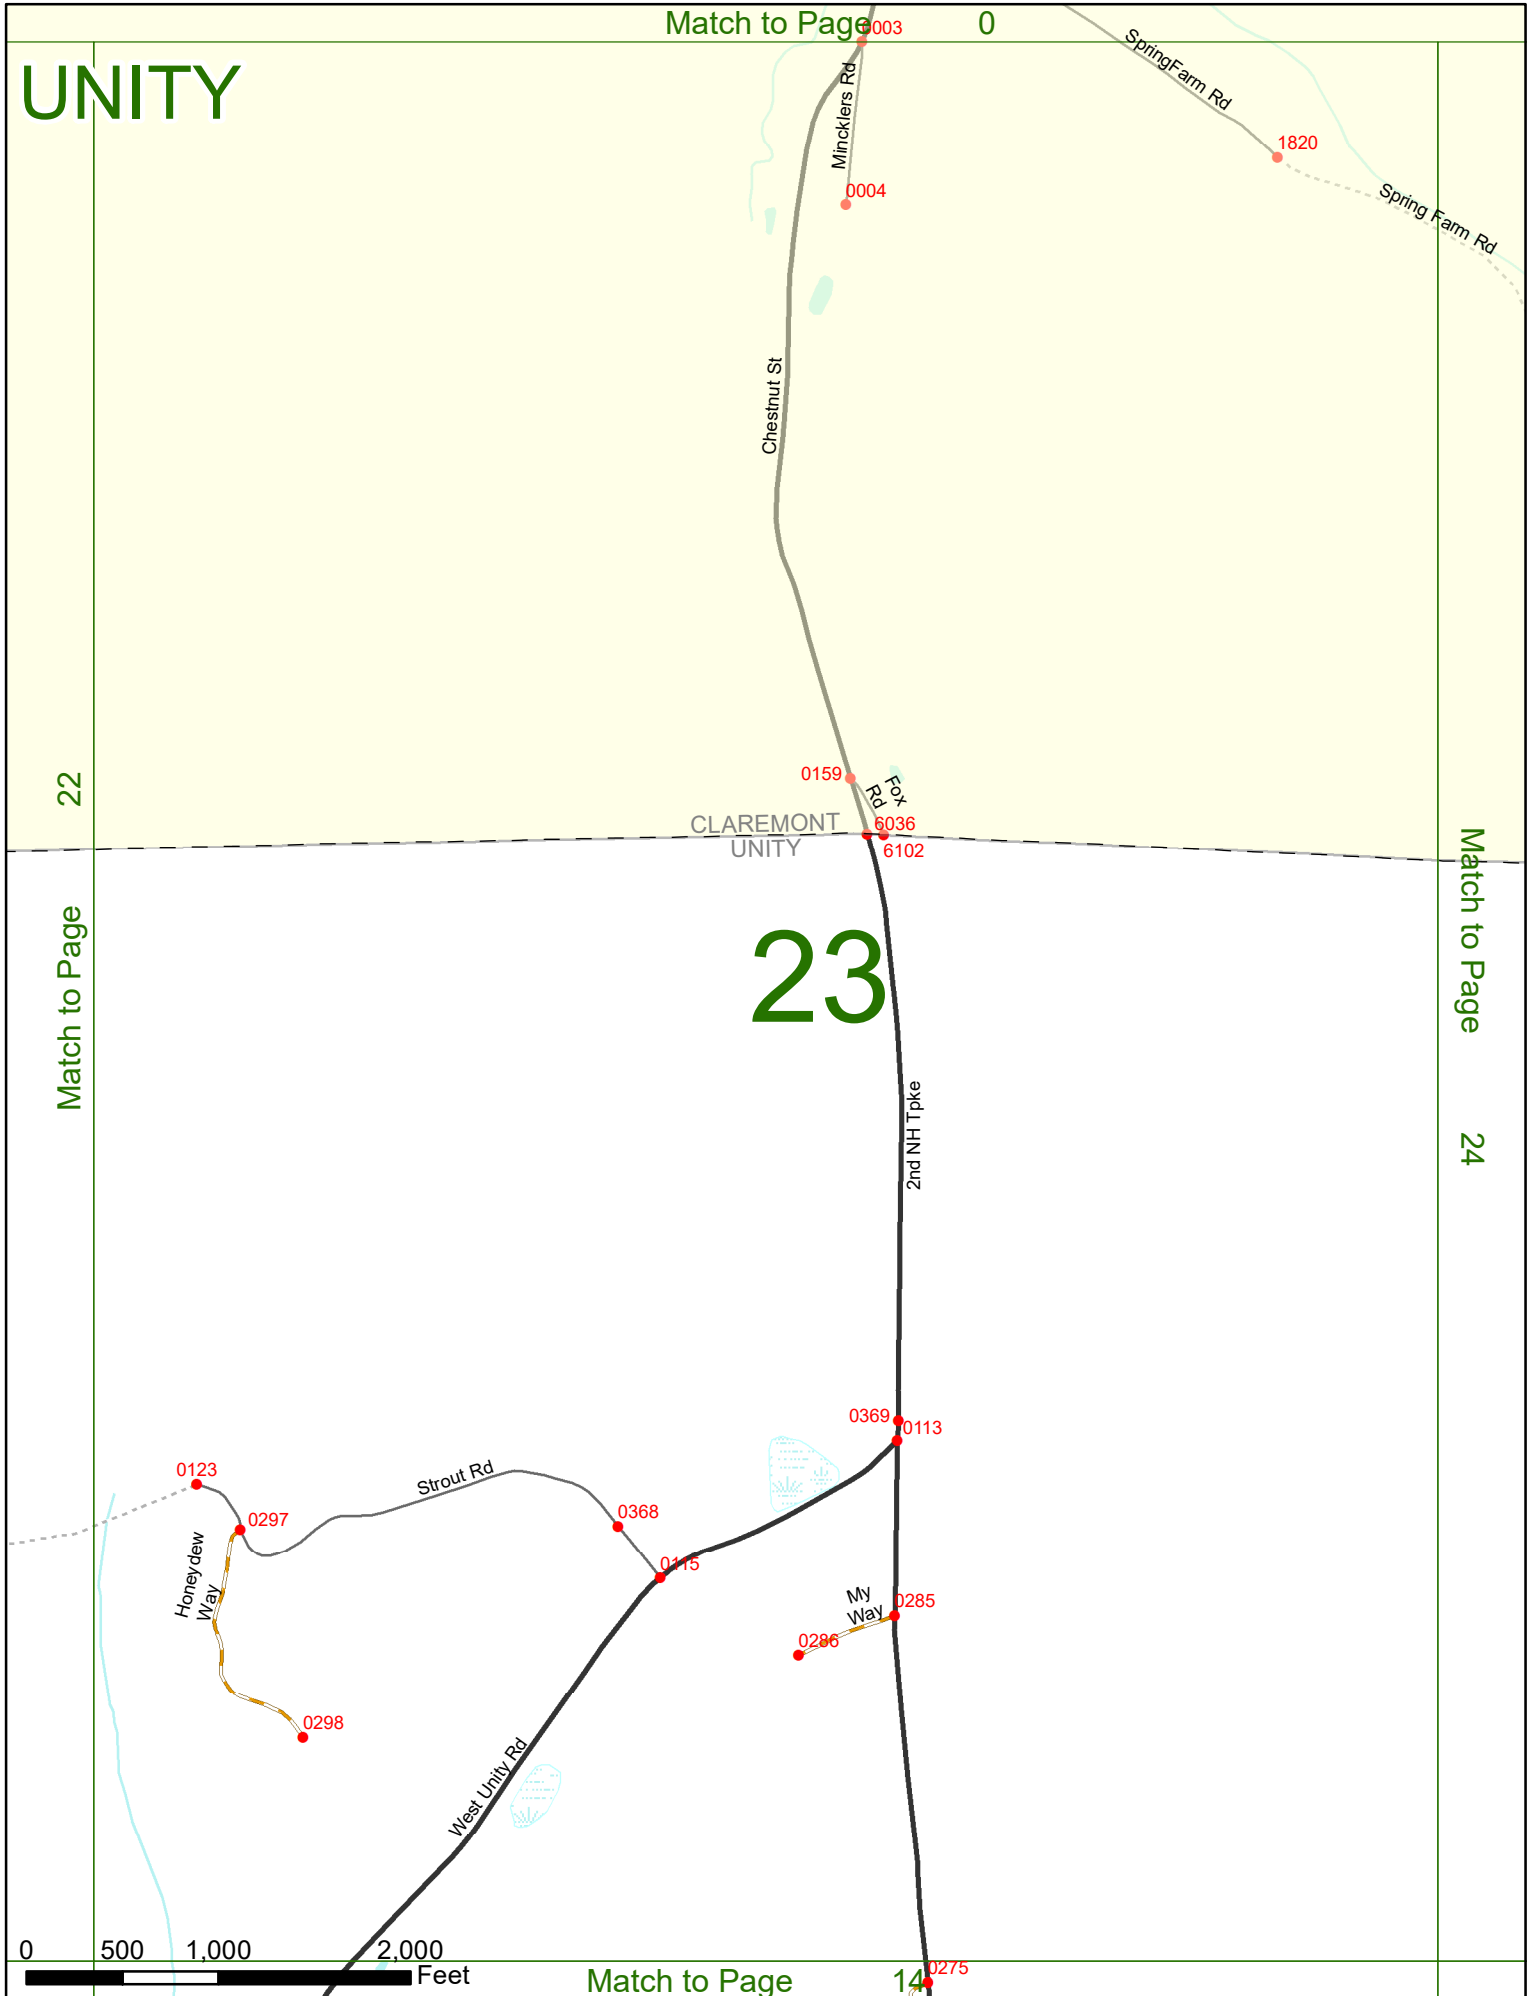 Match to Page 0
0003
UNITY
SpringFarm Rd
Mincklers Rd
1820
0004
Spring Farm Rd
Chestnut St
22
Match to Page
0159
Fox
Rd
CLAREMONT
6036
UNITY
6102
Match to Page
24
23
2nd NH Tpke
0369
0113
0123
Strout Rd
0297
0368
Honeydew
Way
0115
My
Way
0285
0286
0298
West Unity Rd
0 500 1,000 2,000
Feet
Match to Page 14
0275